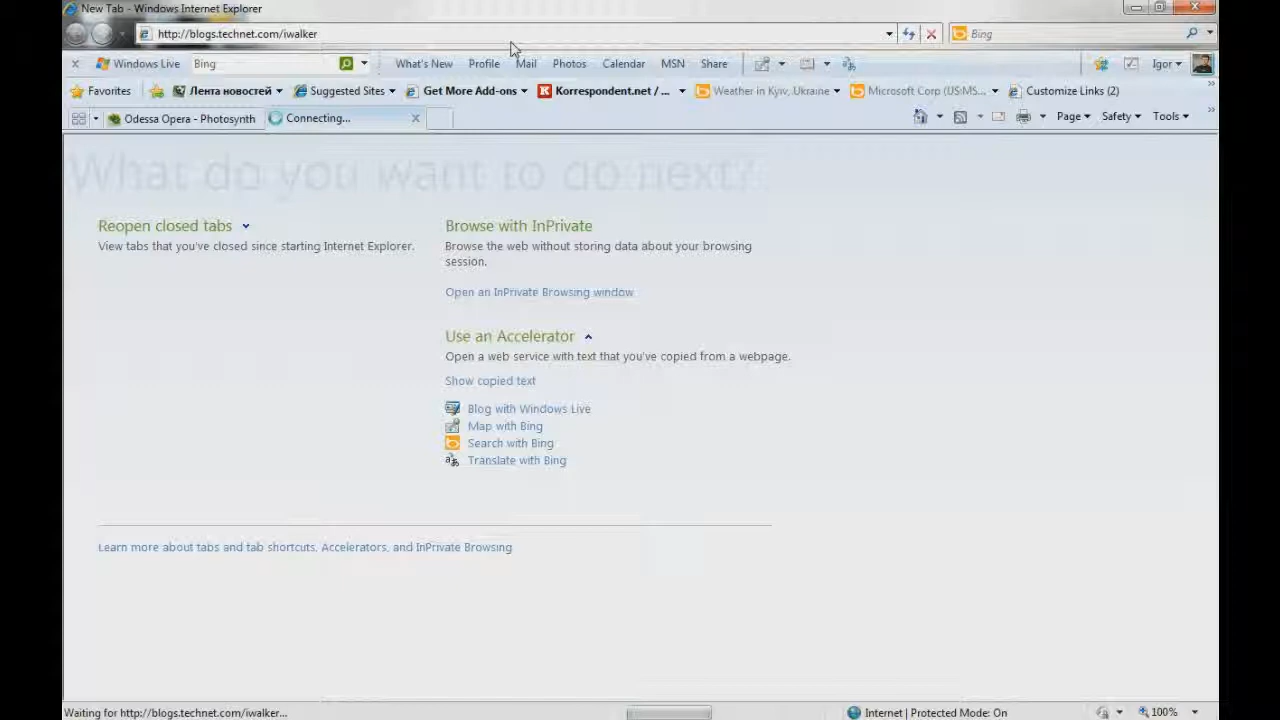 New Tab - Windows Internet Explorer
http://blogs.technet.com/iwalker
Bing
Windows Live
Bing
What's New
Profile
Mail
Photos
Calendar
MSN
Share
Igor
Favorites
Лента новостей
Suggested Sites
Get More Add-ons
Korrespondent.net / ...
Weather in Kyiv, Ukraine
Microsoft Corp (US:MS...
Customize Links (2)
Odessa Opera - Photosynth
Connecting...
Page
Safety
Tools
What do you want to do next?
Reopen closed tabs
View tabs that you've closed since starting Internet Explorer.
Browse with InPrivate
Browse the web without storing data about your browsing
session.
Open an InPrivate Browsing window
Use an Accelerator
Open a web service with text that you've copied from a webpage.
Show copied text
Blog with Windows Live
Map with Bing
Search with Bing
Translate with Bing
Learn more about tabs and tab shortcuts, Accelerators, and InPrivate Browsing
Waiting for http://blogs.technet.com/iwalker...
Internet | Protected Mode: On
100%